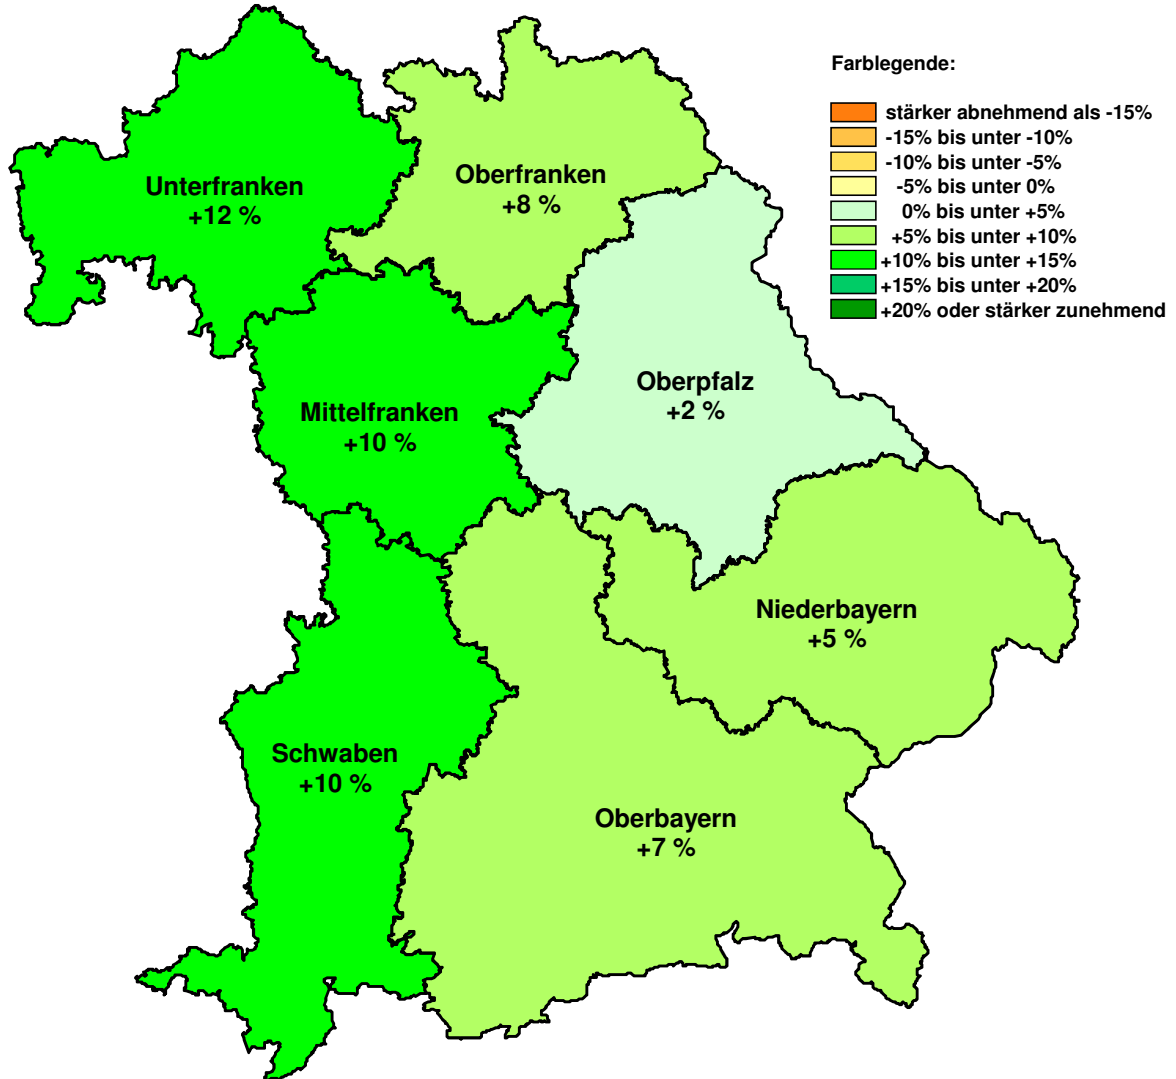 Farblegende:
stärker abnehmend als -15%
-15% bis unter -10%
-10% bis unter -5%
-5% bis unter 0%
0% bis unter +5%
+5% bis unter +10%
+10% bis unter +15%
+15% bis unter +20%
+20% oder stärker zunehmend
Unterfranken
+12 %
Oberfranken
+8 %
Oberpfalz
+2 %
Mittelfranken
+10 %
Niederbayern
+5 %
Schwaben
+10 %
Oberbayern
+7 %